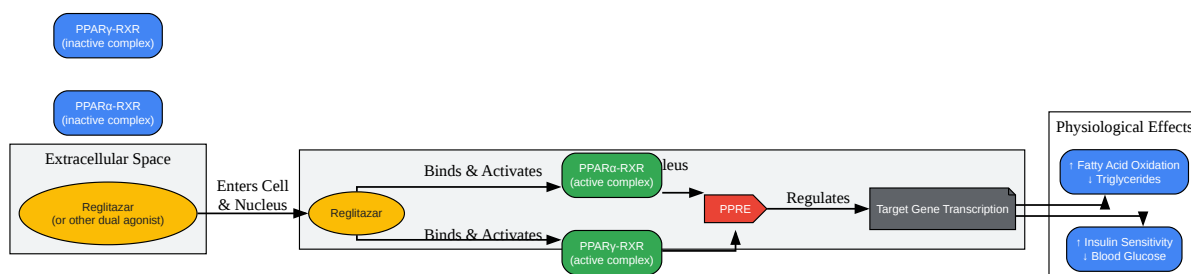 PPARγ-RXR
(inactive complex)
PPARα-RXR
(inactive complex)
Extracellular Space
Reglitazar
(or other dual agonist)
Enters Cell
& Nucleus
Reglitazar
Binds & Activates
Binds & Activates
PPARα-RXR
(active complex)
leus
PPARγ-RXR
(active complex)
PPRE
Regulates
Target Gene Transcription
Physiological Effects
↑ Fatty Acid Oxidation
↓ Triglycerides
↑ Insulin Sensitivity
↓ Blood Glucose